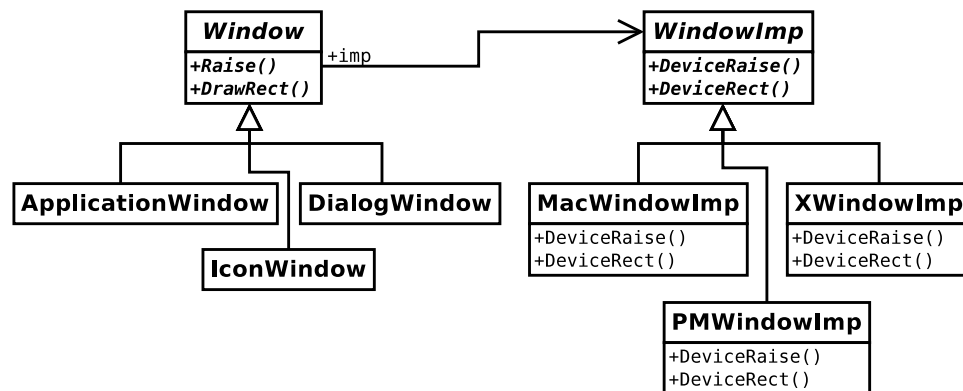 Window
+Raise()
+DrawRect()
+imp
WindowImp
+DeviceRaise()
+DeviceRect()
ApplicationWindow
DialogWindow
IconWindow
MacWindowImp
+DeviceRaise()
+DeviceRect()
XWindowImp
+DeviceRaise()
+DeviceRect()
PMWindowImp
+DeviceRaise()
+DeviceRect()